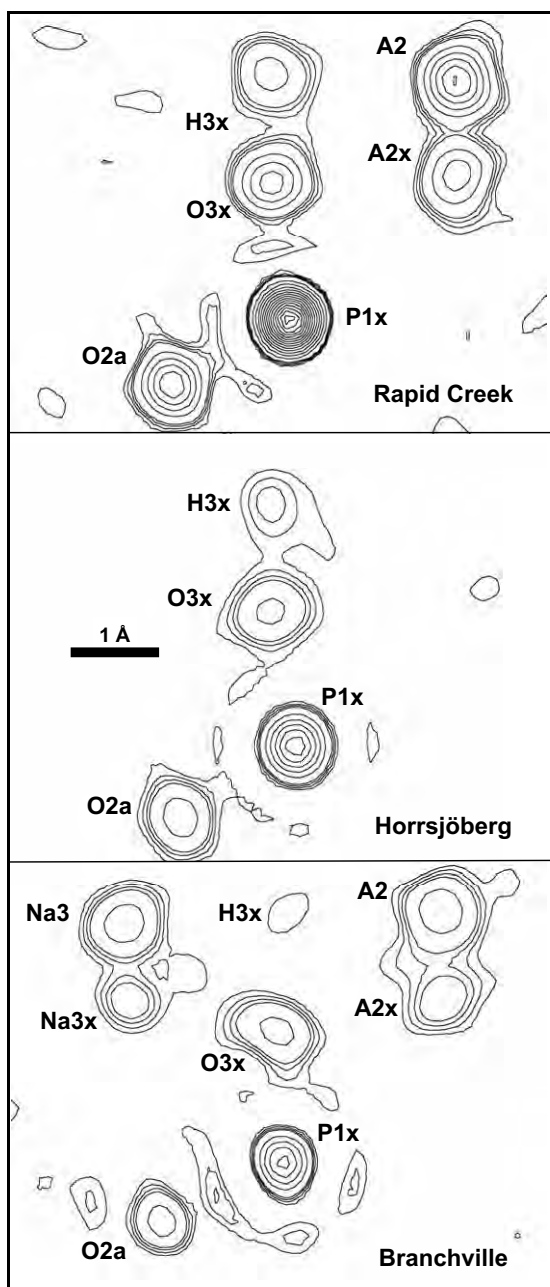 A2
H3x
A2x
O3x
P1x
O2a
Rapid Creek
H3x
O3x
1 Å
P1x
O2a
Horrsjöberg
Na3
H3x
A2
Na3x
A2x
O3x
P1x
O2a
Branchville